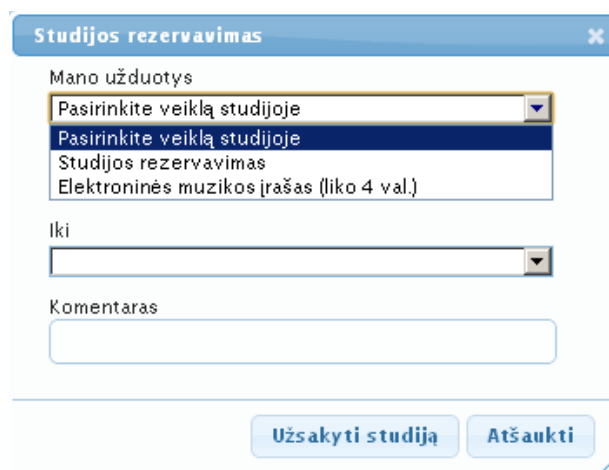 Studijos rezervavimas
Mano užduotys
Pasirinkite veiklą studijoje
Pasirinkite veiklą studijoje
Studijos rezervavimas
Elektroninės muzikos įrašas (liko 4 val.)
Iki
Komentaras
Užsakyti studiją Atšaukti